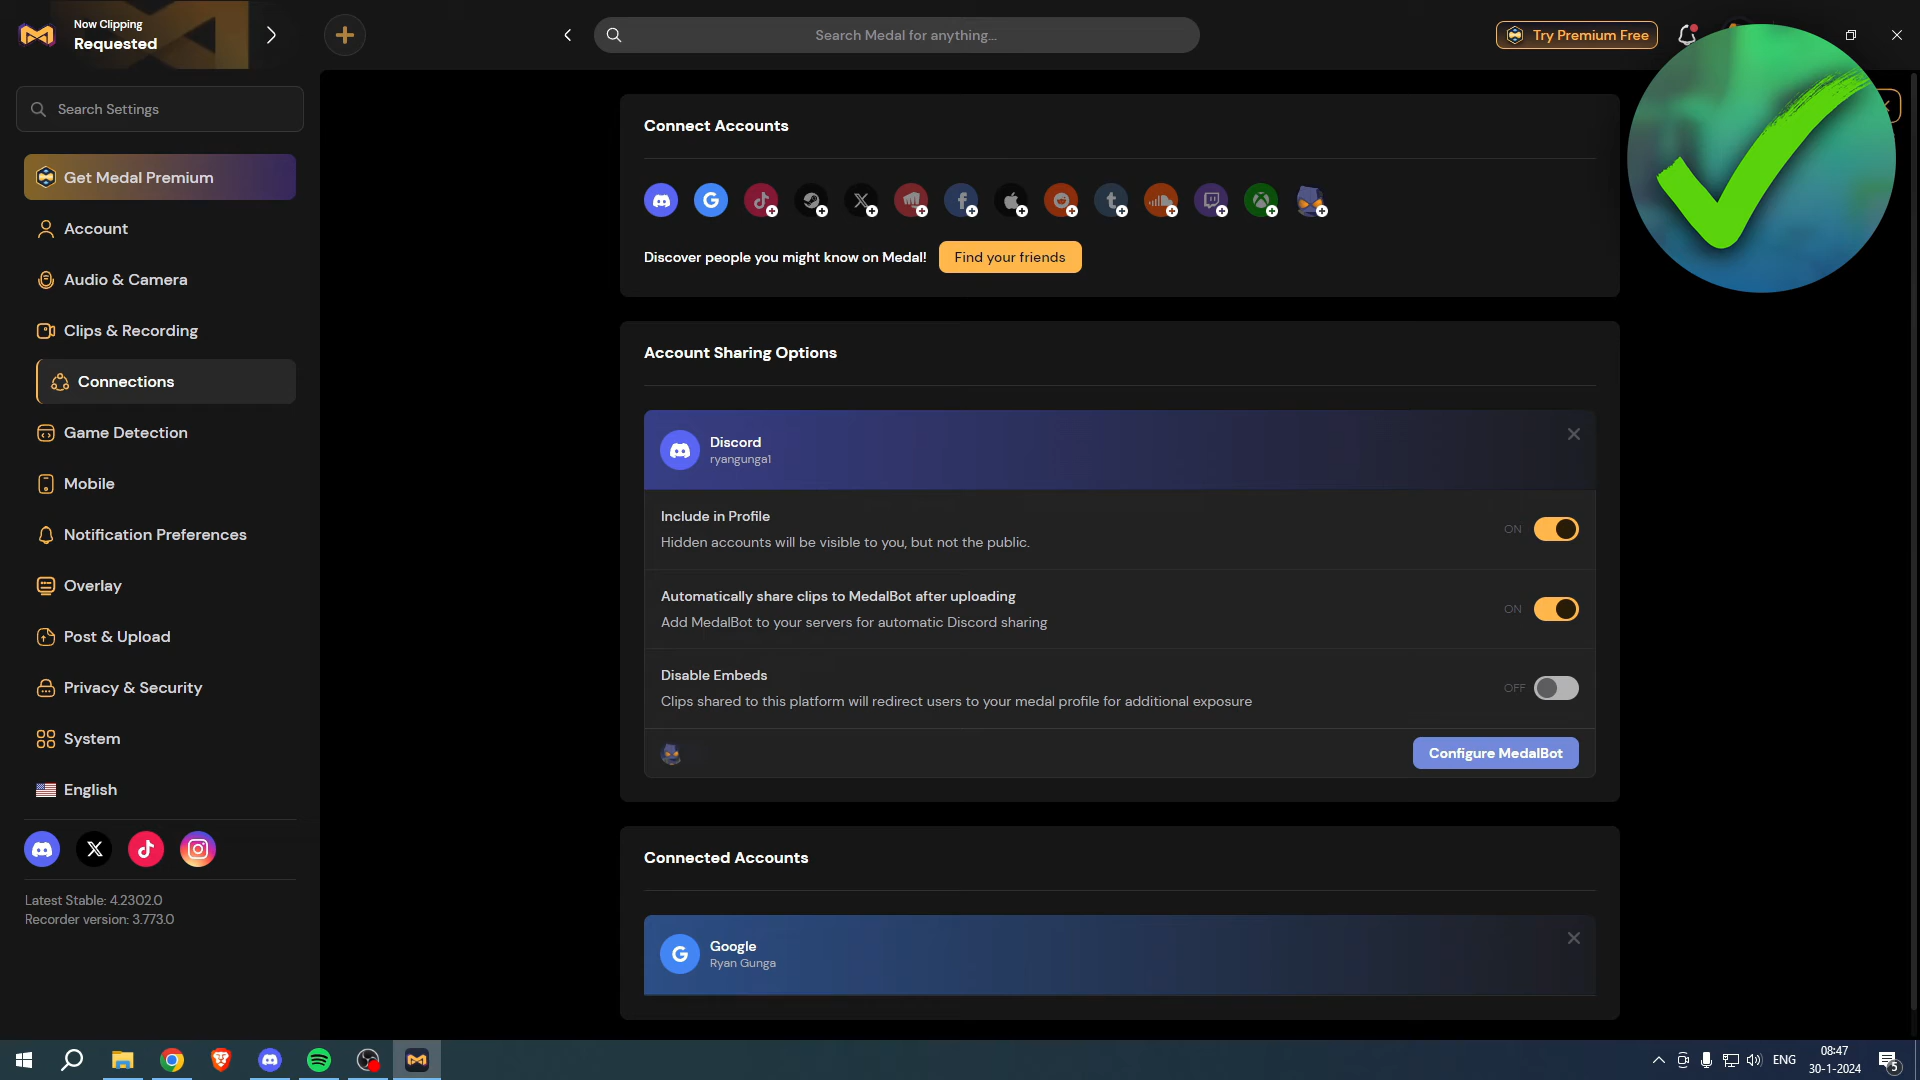 Now Clipping
Requested
Search Medal for anything...
Try Premium Free
Search Settings
Get Medal Premium
Account
Audio & Camera
Clips & Recording
Connections
Game Detection
Mobile
Notification Preferences
Overlay
Post & Upload
Privacy & Security
System
English
Latest Stable: 4.2302.0
Recorder version: 3.773.0
Connect Accounts
Discover people you might know on Medal!
Find your friends
Account Sharing Options
Discord
ryangunga1
Include in Profile
Hidden accounts will be visible to you, but not the public.
ON
Automatically share clips to MedalBot after uploading
Add MedalBot to your servers for automatic Discord sharing
ON
Disable Embeds
Clips shared to this platform will redirect users to your medal profile for additional exposure
OFF
Configure MedalBot
Connected Accounts
Google
Ryan Gunga
ENG
08:47
30-1-2024
5